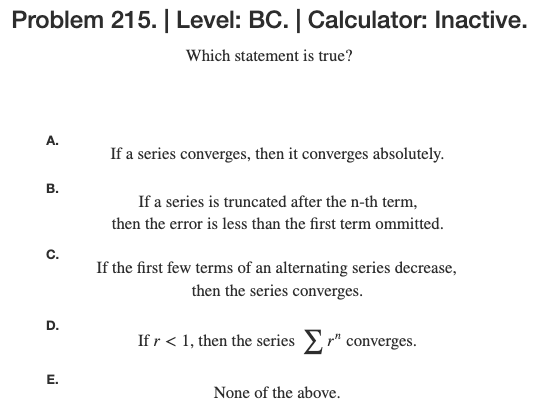 Problem 215. | Level: BC. | Calculator: Inactive.
Which statement is true?
A.
If a series converges, then it converges absolutely.
B.
If a series is truncated after the n-th term,
then the error is less than the first term ommitted.
C.
If the first few terms of an alternating series decrease,
then the series converges.
D.
If r < 1, then the series ∑ rⁿ converges.
E.
None of the above.